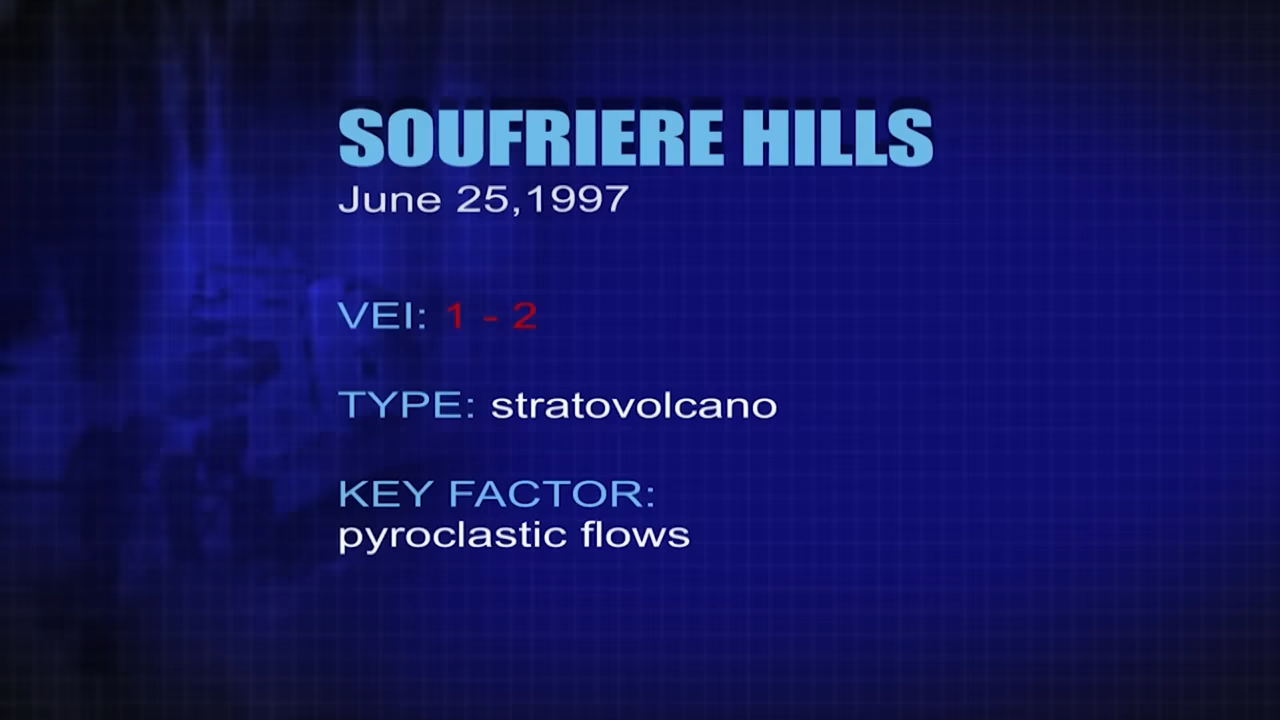 SOUFRIERE HILLS
June 25,1997
VEI: 1 - 2
TYPE: stratovolcano
KEY FACTOR:
pyroclastic flows